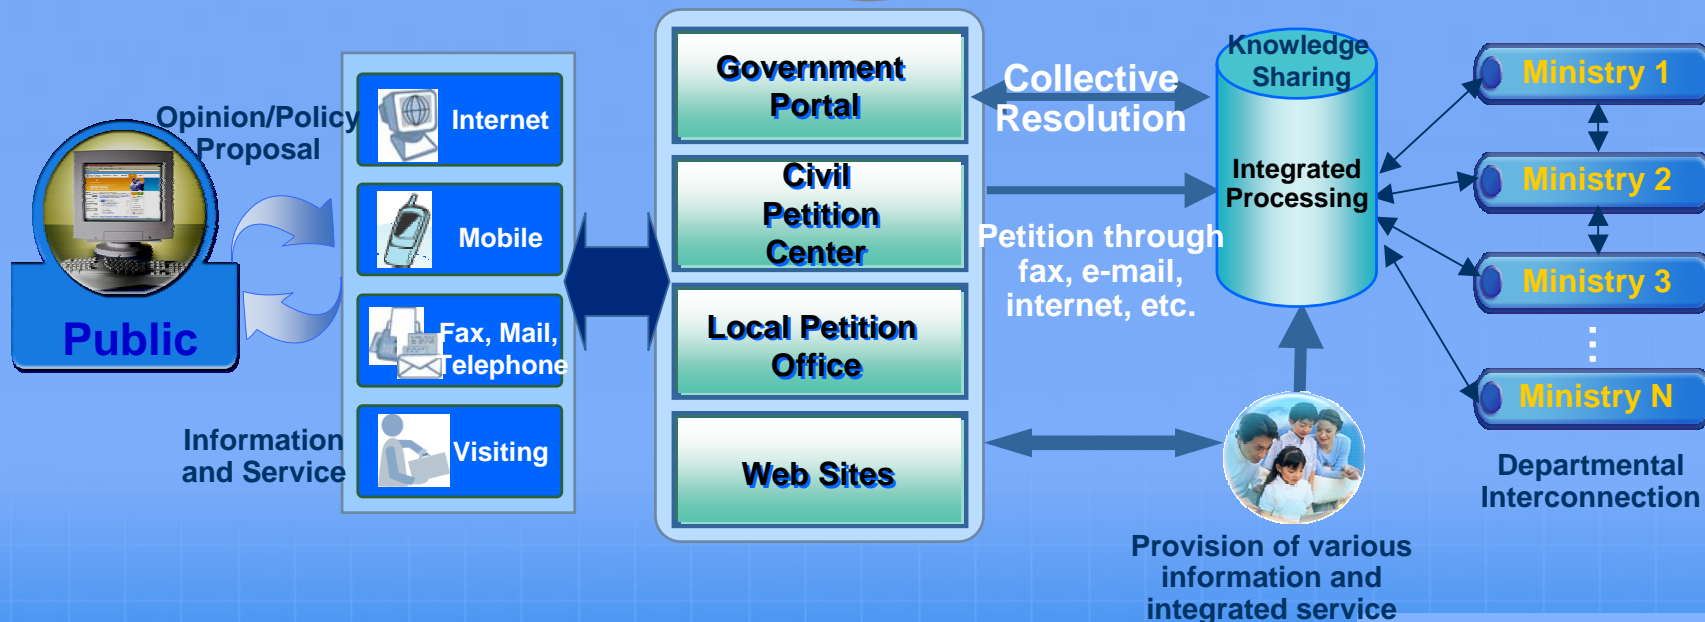 Opinion/Policy
Proposal
Public
Information
and Service
Internet
Mobile
Fax, Mail,
Telephone
Visiting
Government
Portal
Civil
Petition
Center
Local Petition
Office
Web Sites
Collective
Resolution
Petition through
fax, e-mail,
internet, etc.
Knowledge
Sharing
Integrated
Processing
Provision of various
information and
integrated service
Ministry 1
Ministry 2
Ministry 3
⋮
Ministry N
Departmental
Interconnection